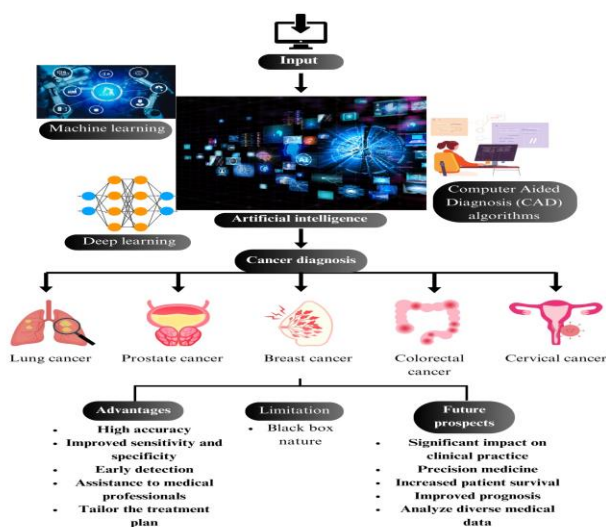 Input
Machine learning
Computer Aided
Diagnosis (CAD)
algorithms
Artificial intelligence
Deep learning
Cancer diagnosis
Lung cancer
Prostate cancer
Breast cancer
Colorectal
cancer
Cervical cancer
Advantages
• High accuracy
• Improved sensitivity and
specificity
• Early detection
• Assistance to medical
professionals
• Tailor the treatment
plan
Limitation
• Black box
nature
Future
prospects
• Significant impact on
clinical practice
• Precision medicine
• Increased patient survival
• Improved prognosis
• Analyze diverse medical
data